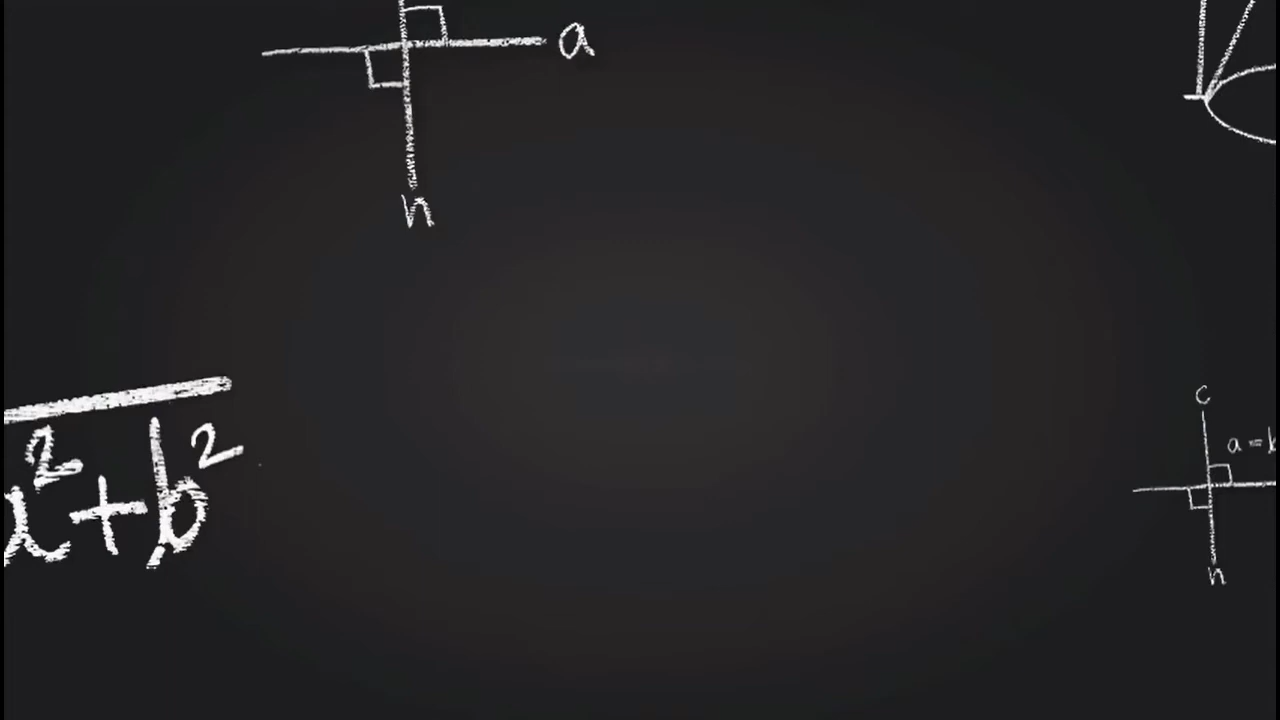 a
n
c
a =
a²+b²
n